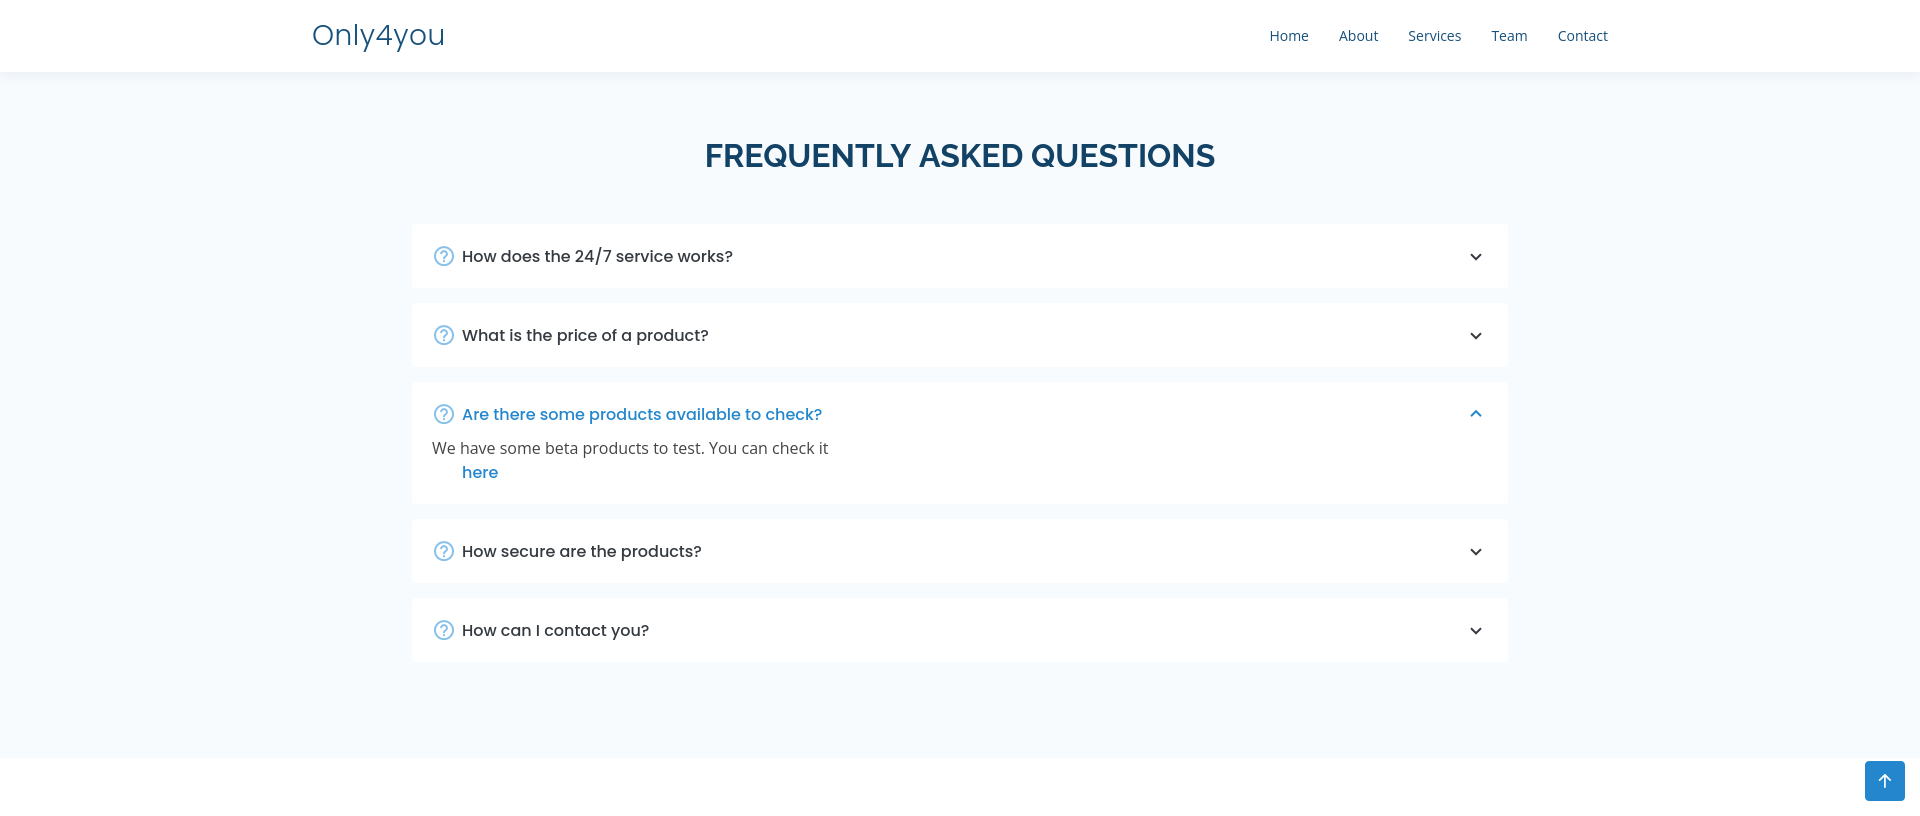 Only4you
Home About Services Team Contact
FREQUENTLY ASKED QUESTIONS
How does the 24/7 service works?
What is the price of a product?
Are there some products available to check?
We have some beta products to test. You can check it
here
How secure are the products?
How can I contact you?